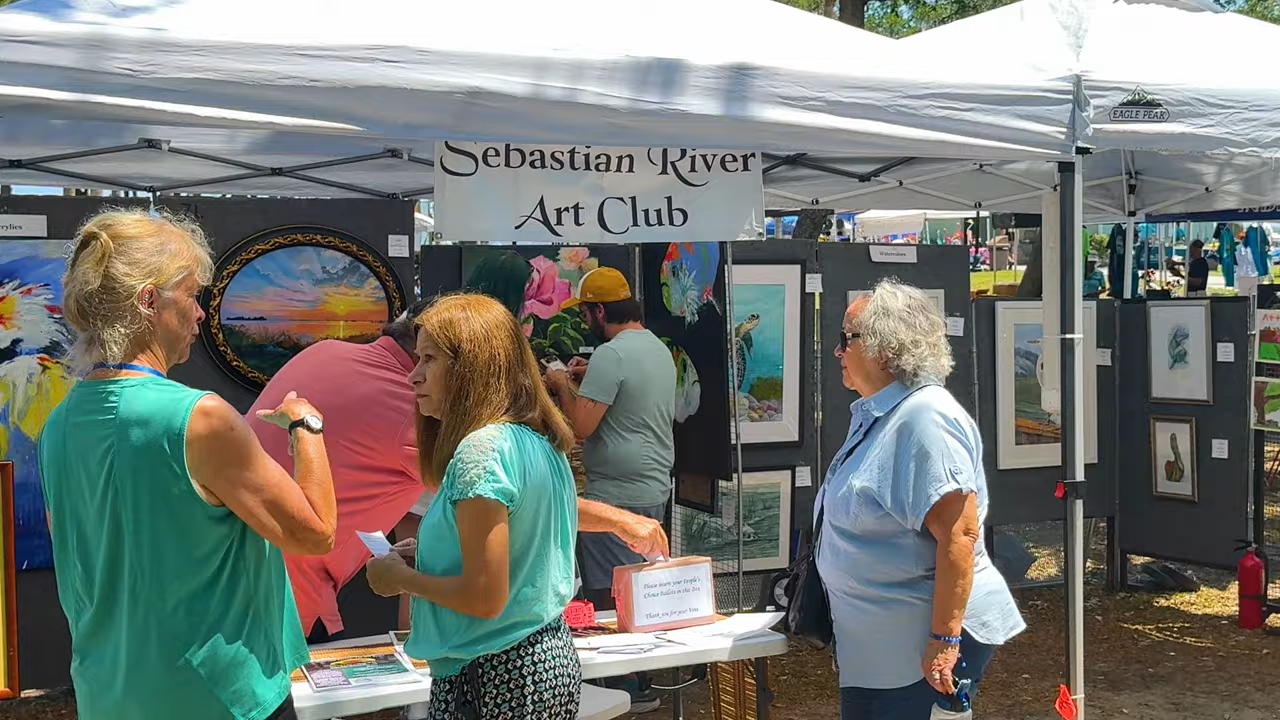 EAGLE PEAK
Sebastian River
Art Club
Watercolors
Please insert your People's
Choice Ballots in this Box
Thank you for your Vote